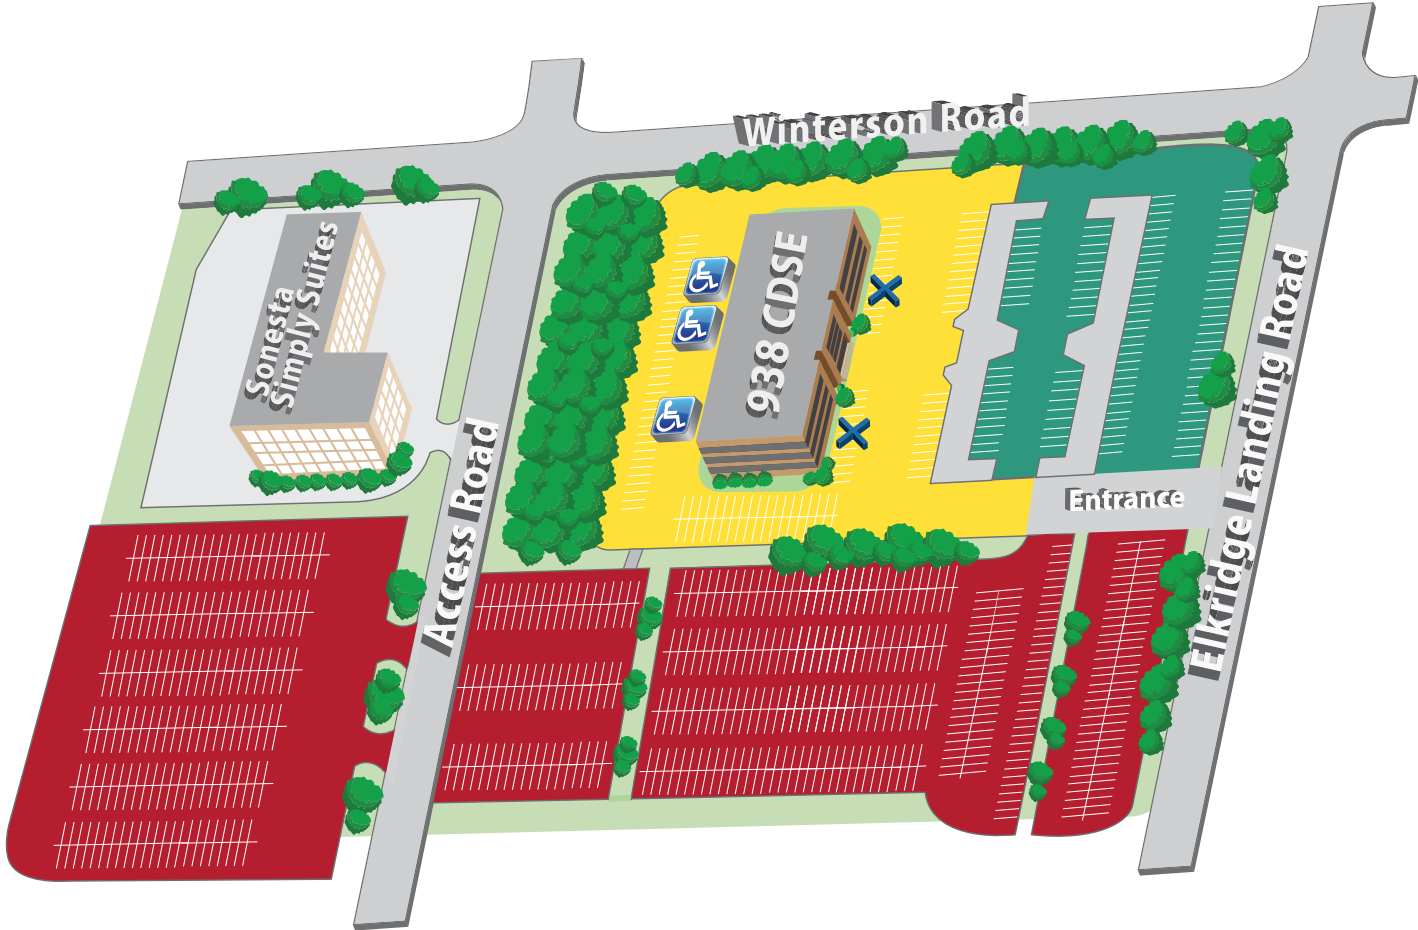 Winterson Road
Sonesta
Simply Suites
938 CDSE
Access Road
Entrance
Elkridge Landing Road